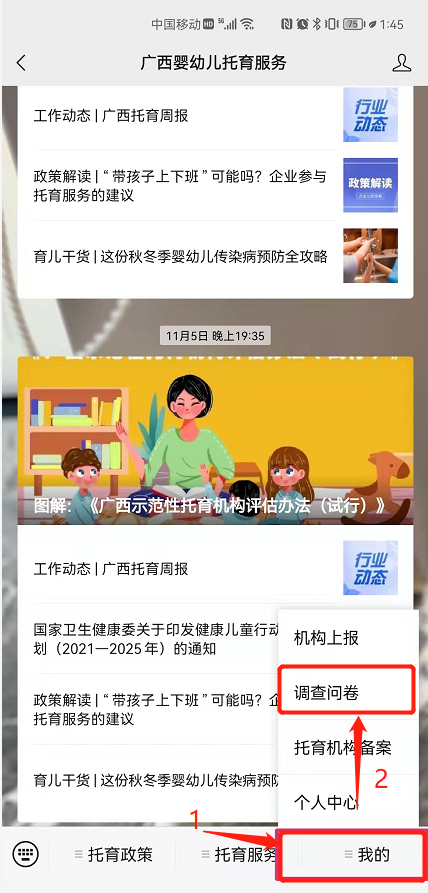 中国移动 HD 5G 75 1:45
广西婴幼儿托育服务
工作动态 | 广西托育周报
行业
动态
政策解读 | “带孩子上下班”可能吗？企业参与
托育服务的建议
政策解读
育儿干货 | 这份秋冬季婴幼儿传染病预防全攻略
11月5日 晚上19:35
图解：《广西示范性托育机构评估办法（试行）》
工作动态 | 广西托育周报
行业
动态
国家卫生健康委关于印发健康儿童行动
划（2021—2025年）的通知
政策解读 | “带孩子上下班”可能吗？企
托育服务的建议
育儿干货 | 这份秋冬季婴幼儿传染病预防
机构上报
调查问卷
托育机构备案
个人中心
1
2
托育政策
托育服务
我的